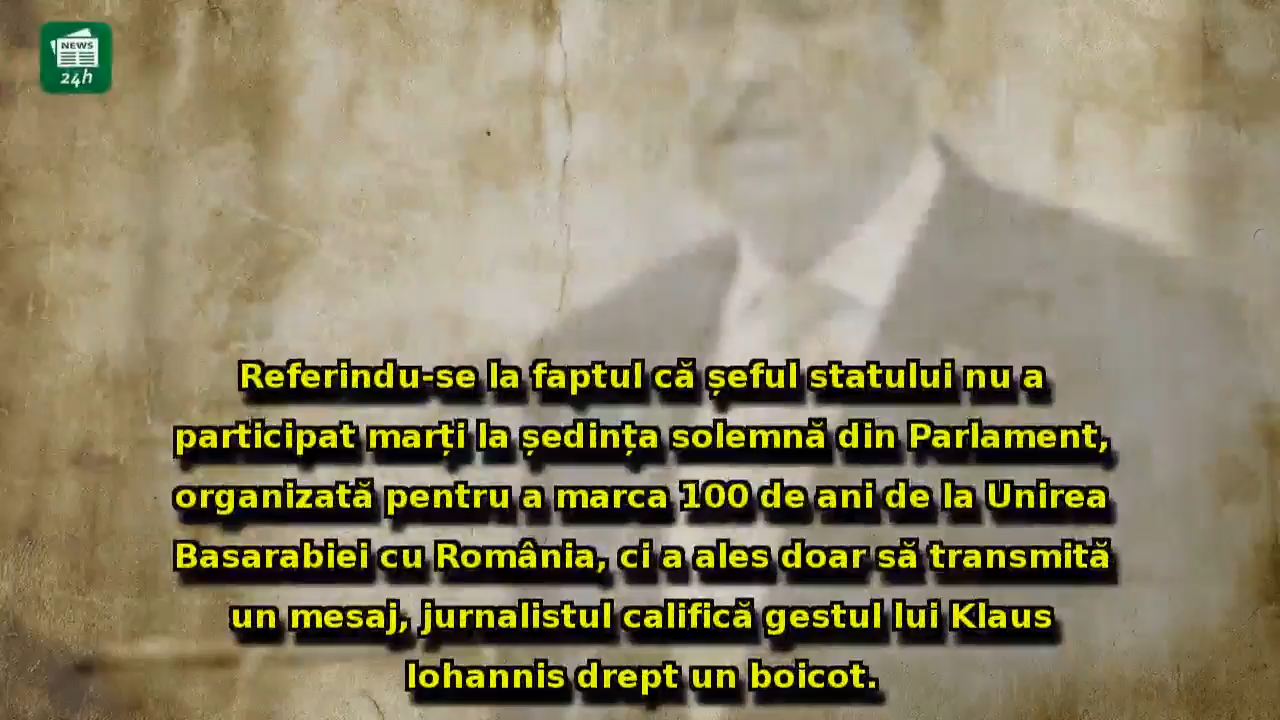 NEWS
24h
Referindu-se la faptul că șeful statului nu a
participat marți la ședința solemnă din Parlament,
organizată pentru a marca 100 de ani de la Unirea
Basarabiei cu România, ci a ales doar să transmită
un mesaj, jurnalistul califică gestul lui Klaus
Iohannis drept un boicot.